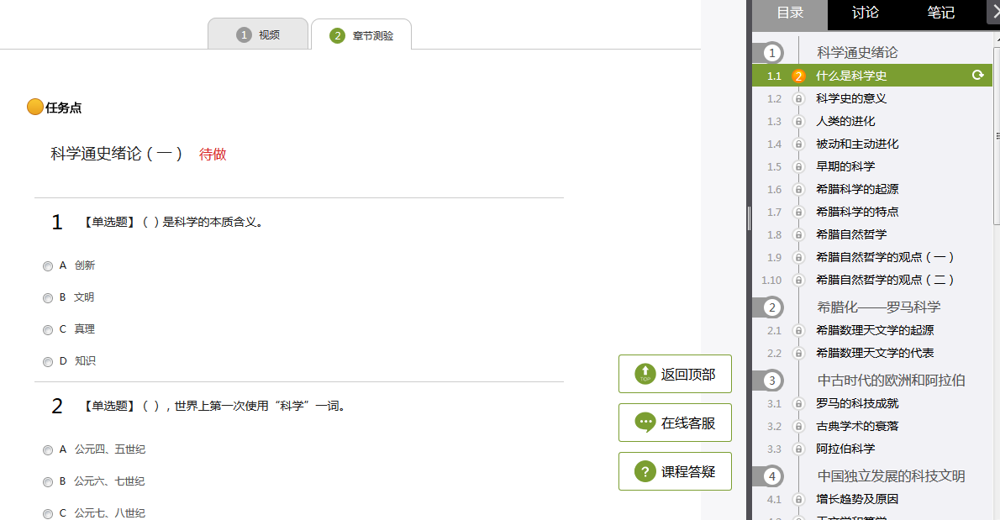 1 视频
2 章节测验
任务点
科学通史绪论（一） 待做
1 【单选题】（ ）是科学的本质含义。
A 创新
B 文明
C 真理
D 知识
2 【单选题】（ ），世界上第一次使用“科学”一词。
A 公元四、五世纪
B 公元六、七世纪
C 公元七、八世纪
TOP 返回顶部
在线客服
? 课程答疑
目录 讨论 笔记
1 科学通史绪论
1.1 2 什么是科学史
1.2 科学史的意义
1.3 人类的进化
1.4 被动和主动进化
1.5 早期的科学
1.6 希腊科学的起源
1.7 希腊科学的特点
1.8 希腊自然哲学
1.9 希腊自然哲学的观点（一）
1.10 希腊自然哲学的观点（二）
2 希腊化——罗马科学
2.1 希腊数理天文学的起源
2.2 希腊数理天文学的代表
3 中古时代的欧洲和阿拉伯
3.1 罗马的科技成就
3.2 古典学术的衰落
3.3 阿拉伯科学
4 中国独立发展的科技文明
4.1 增长趋势及原因